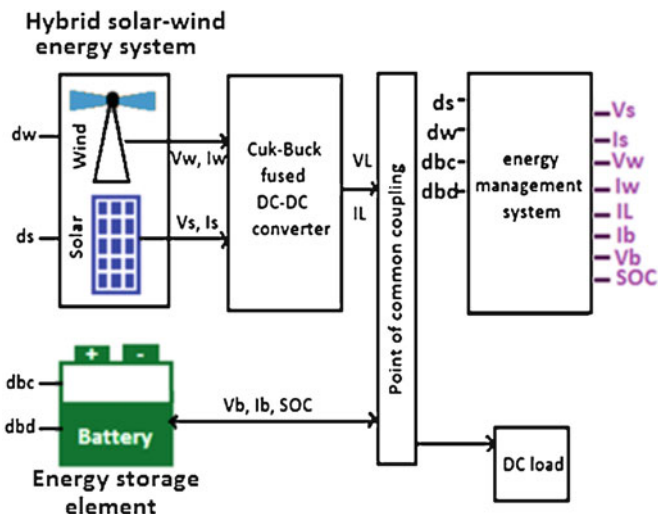 Hybrid solar-wind
energy system
dw
Wind
Vw, Iw
ds
Solar
Vs, Is
Cuk-Buck
fused
DC-DC
converter
VL
IL
Point of common coupling
ds
dw
dbc
dbd
energy
management
system
Vs
Is
Vw
Iw
IL
Ib
Vb
SOC
+ -
dbc
dbd
Battery
Vb, Ib, SOC
Energy storage
element
DC load